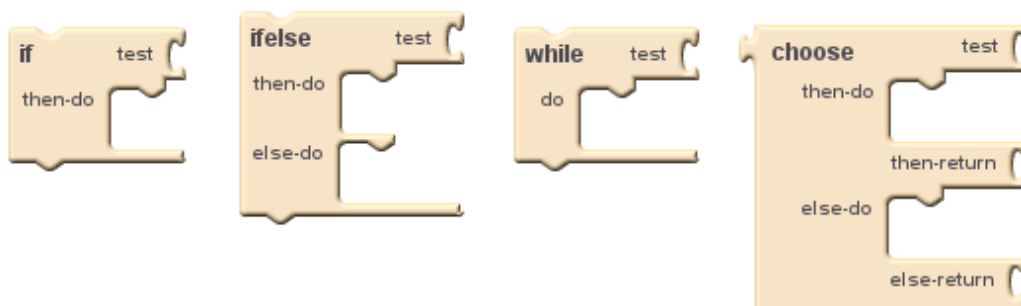 if test
then-do
ifelse test
then-do
else-do
while test
do
choose test
then-do
then-return
else-do
else-return